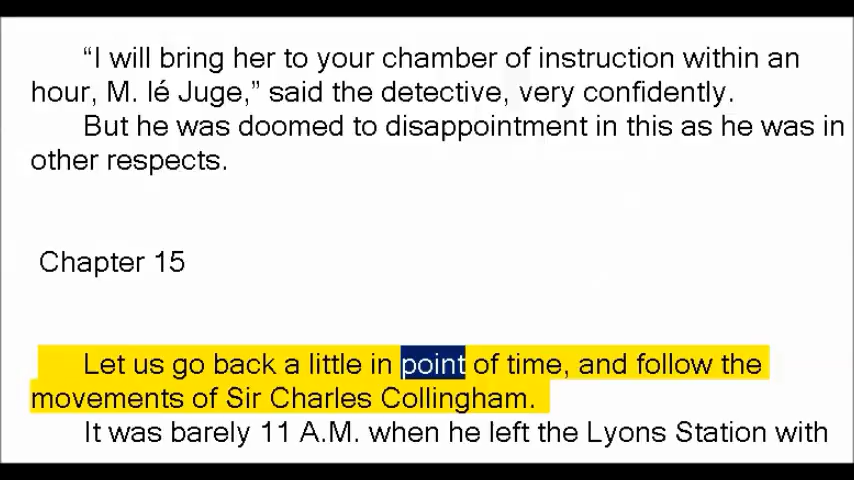 “I will bring her to your chamber of instruction within an
hour, M. lé Juge,” said the detective, very confidently.
But he was doomed to disappointment in this as he was in
other respects.
Chapter 15
Let us go back a little in point of time, and follow the
movements of Sir Charles Collingham.
It was barely 11 A.M. when he left the Lyons Station with